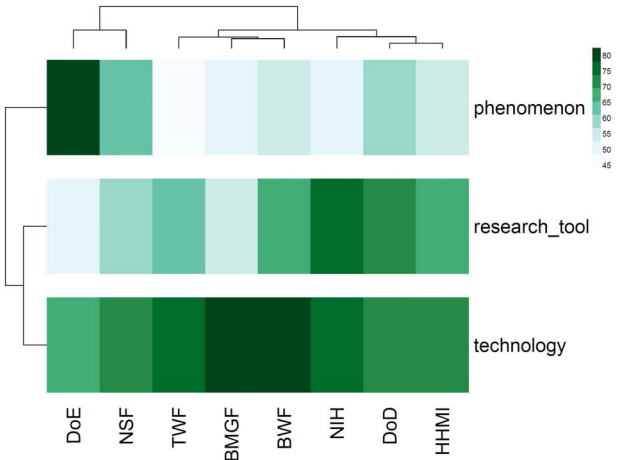 80
75
70
65
60
55
50
45
phenomenon
research_tool
technology
DoE
NSF
TWF
BMGF
BWF
NIH
DoD
HHMI